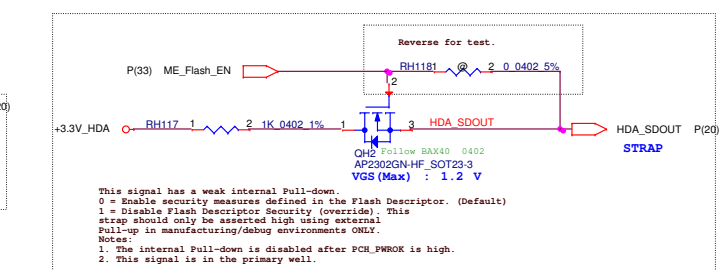 Reverse for test.
P(33) ME_Flash_EN
RH118 1 @ 2 0_0402_5%
2
20)
+3.3V_HDA RH117 1 2 1K_0402_1% 1 3 HDA_SDOUT HDA_SDOUT P(20)
STRAP
QH2 Follow BAX40 0402
AP2302GN-HF_SOT23-3
VGS(Max) : 1.2 V
This signal has a weak internal Pull-down.
0 = Enable security measures defined in the Flash Descriptor. (Default)
1 = Disable Flash Descriptor Security (override). This
strap should only be asserted high using external
Pull-up in manufacturing/debug environments ONLY.
Notes:
1. The internal Pull-down is disabled after PCH_PWROK is high.
2. This signal is in the primary well.